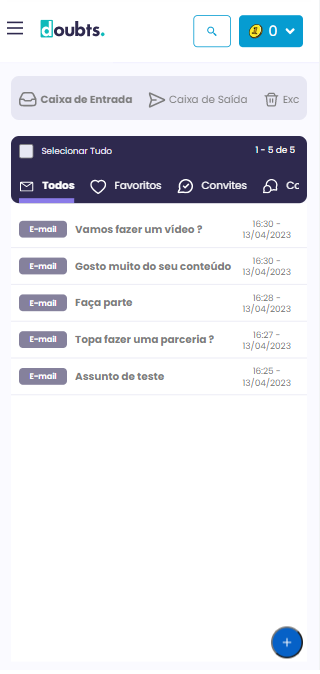 doubts.
0
Caixa de Entrada
Caixa de Saída
Exc
Selecionar Tudo
1 - 5 de 5
Todos
Favoritos
Convites
Co
E-mail
Vamos fazer um vídeo ?
16:30 -
13/04/2023
E-mail
Gosto muito do seu conteúdo
16:30 -
13/04/2023
E-mail
Faça parte
16:28 -
13/04/2023
E-mail
Topa fazer uma parceria ?
16:27 -
13/04/2023
E-mail
Assunto de teste
16:25 -
13/04/2023